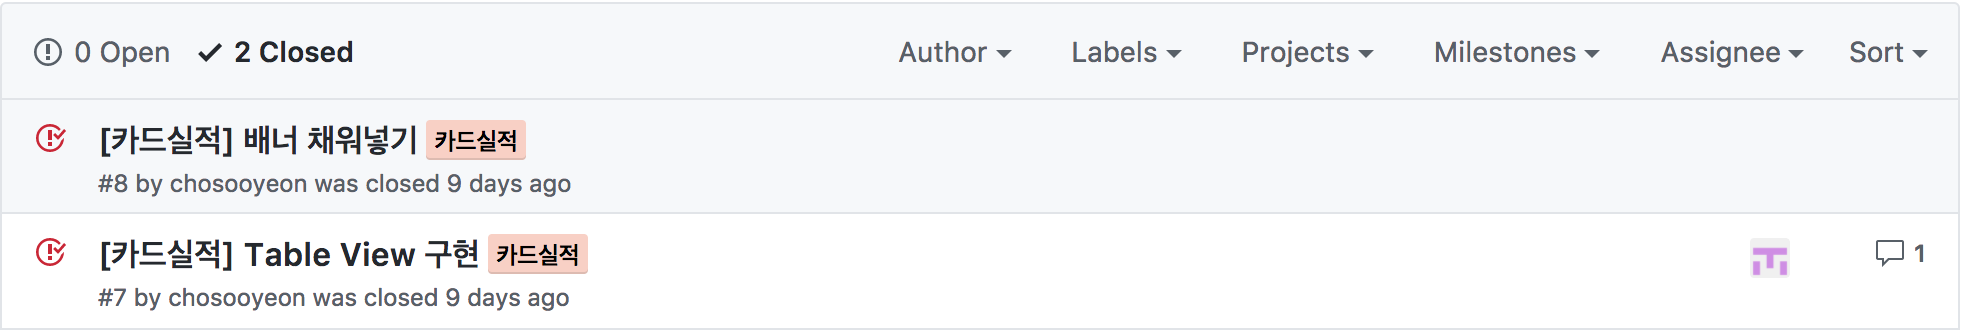 0 Open 2 Closed Author Labels Projects Milestones Assignee Sort
[카드실적] 배너 채워넣기 카드실적
#8 by chosooyeon was closed 9 days ago
[카드실적] Table View 구현 카드실적 1
#7 by chosooyeon was closed 9 days ago